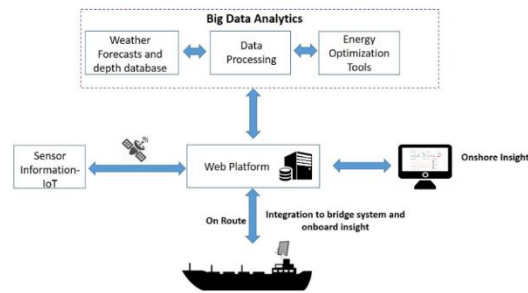 Big Data Analytics
Weather
Forecasts and
depth database
Data
Processing
Energy
Optimization
Tools
Sensor
Information-
IoT
Web Platform
Onshore Insight
On Route
Integration to bridge system and
onboard insight